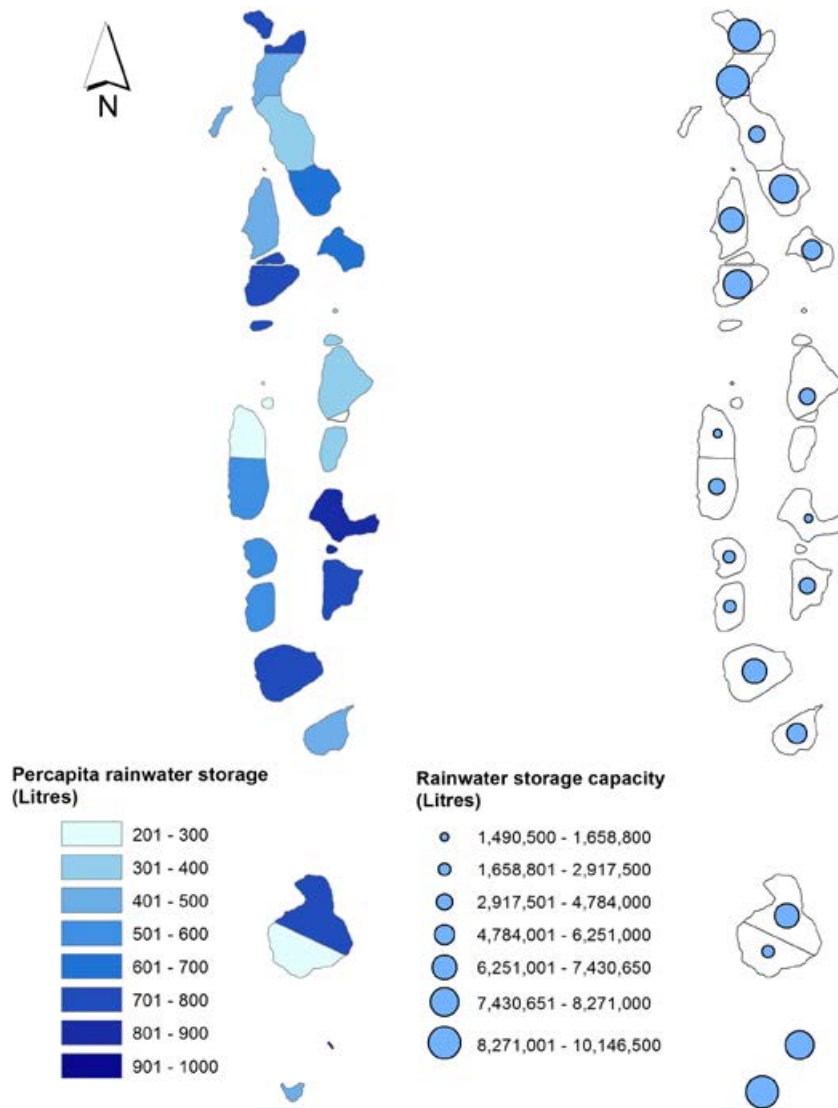 N
Percapita rainwater storage
(Litres)
201 - 300
301 - 400
401 - 500
501 - 600
601 - 700
701 - 800
801 - 900
901 - 1000
Rainwater storage capacity
(Litres)
1,490,500 - 1,658,800
1,658,801 - 2,917,500
2,917,501 - 4,784,000
4,784,001 - 6,251,000
6,251,001 - 7,430,650
7,430,651 - 8,271,000
8,271,001 - 10,146,500